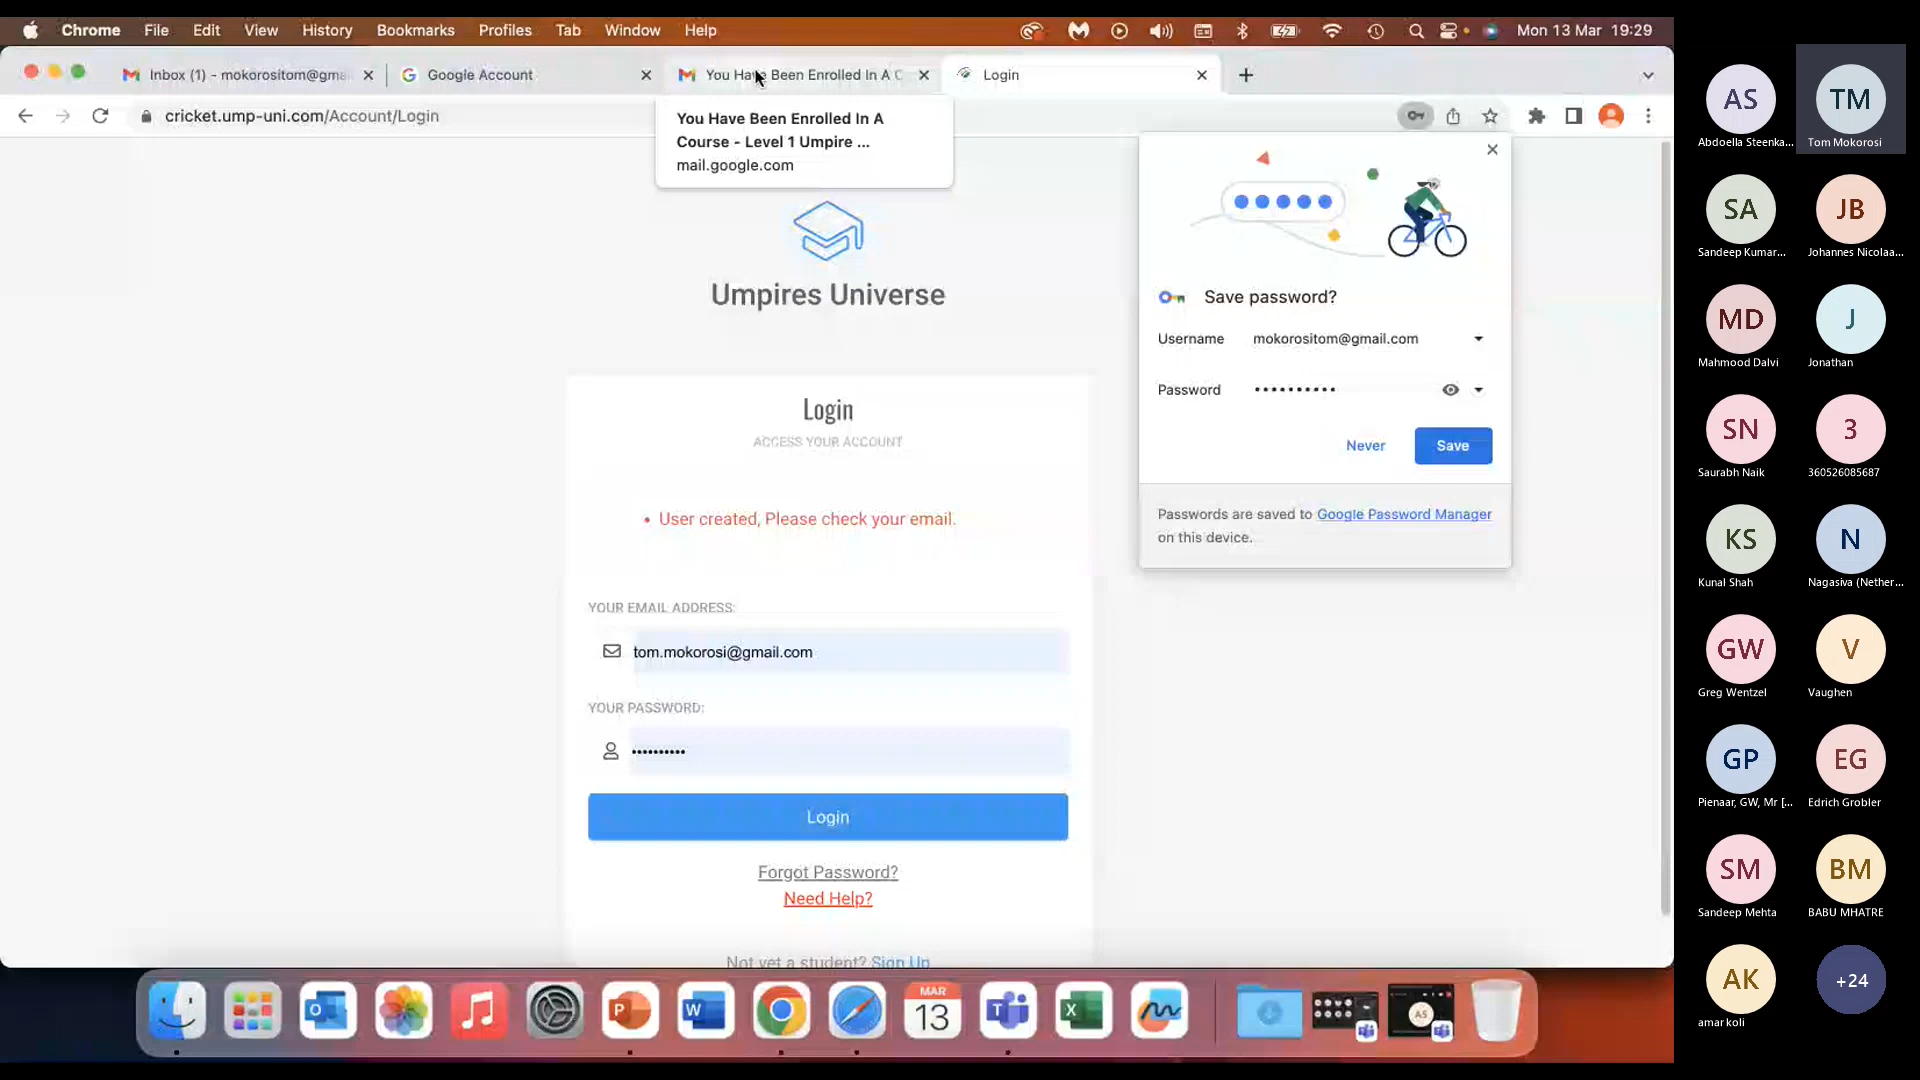 Chrome File Edit View History Bookmarks Profiles Tab Window Help Mon 13 Mar 19:29
Inbox (1) - mokorositom@gmai
Google Account
You Have Been Enrolled In A C
Login
cricket.ump-uni.com/Account/Login
You Have Been Enrolled In A
Course - Level 1 Umpire ...
mail.google.com
Umpires Universe
Login
ACCESS YOUR ACCOUNT
• User created, Please check your email.
YOUR EMAIL ADDRESS:
tom.mokorosi@gmail.com
YOUR PASSWORD:
••••••••••
Login
Forgot Password?
Need Help?
Not yet a student? Sign Up
Save password?
Username mokorositom@gmail.com
Password ••••••••••
Never Save
Passwords are saved to Google Password Manager
on this device.
MAR
13
AS
AS TM
Abdoella Steenka... Tom Mokorosi
SA JB
Sandeep Kumar... Johannes Nicolaa...
MD J
Mahmood Dalvi Jonathan
SN 3
Saurabh Naik 360526085687
KS N
Kunal Shah Nagasiva (Nether...
GW V
Greg Wentzel Vaughen
GP EG
Pienaar, GW, Mr [... Edrich Grobler
SM BM
Sandeep Mehta BABU MHATRE
AK +24
amar koli